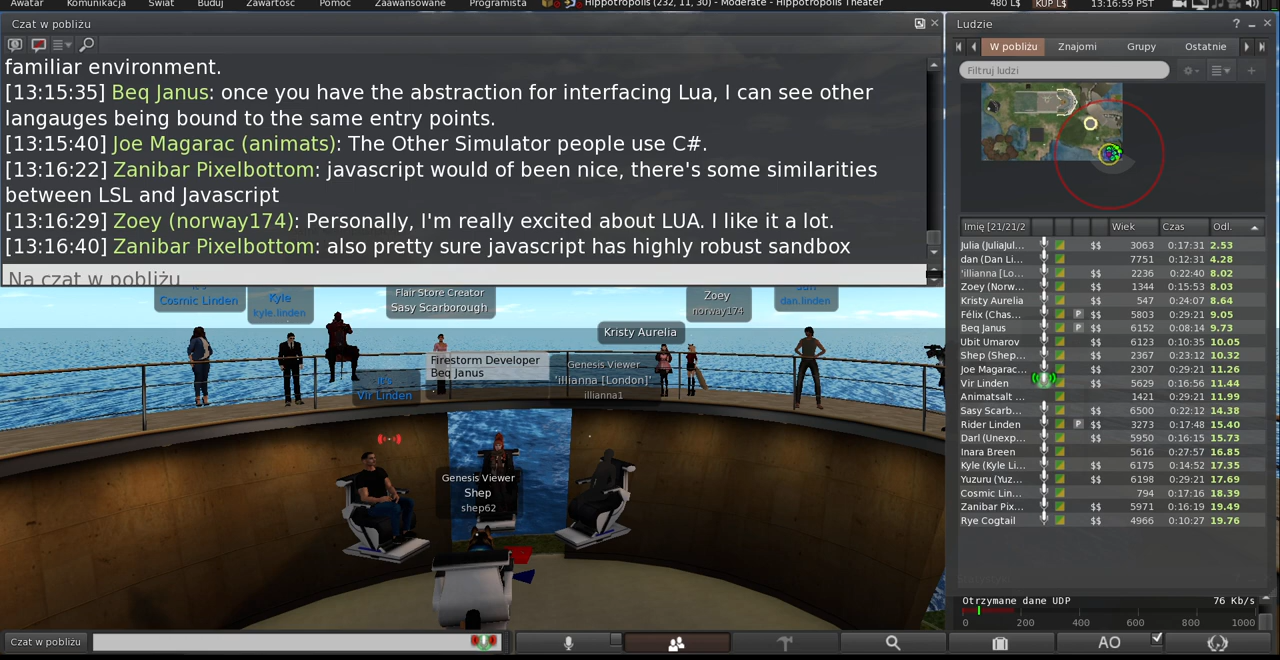 Awatar Komunikacja Świat Buduj Zawartość Pomoc Zaawansowane Programista Hippotropolis (232, 11, 30) - Moderate - Hippotropolis Theater 480 L$ KUP L$ 13:16:59 PST
Czat w pobliżu
familiar environment.
[13:15:35] Beq Janus: once you have the abstraction for interfacing Lua, I can see other
langauges being bound to the same entry points.
[13:15:40] Joe Magarac (animats): The Other Simulator people use C#.
[13:16:22] Zanibar Pixelbottom: javascript would of been nice, there's some similarities
between LSL and Javascript
[13:16:29] Zoey (norway174): Personally, I'm really excited about LUA. I like it a lot.
[13:16:40] Zanibar Pixelbottom: also pretty sure javascript has highly robust sandbox
Na czat w pobliżu
Cosmic Linden
Kyle
kyle.linden
Flair Store Creator
Sasy Scarborough
Zoey
norway174
dan.linden
Kristy Aurelia
Firestorm Developer
Beq Janus
It's
Vir Linden
Genesis Viewer
'illianna [London]'
illianna1
Genesis Viewer
Shep
shep62
Czat w pobliżu
Ludzie
W pobliżu Znajomi Grupy Ostatnie
Filtruj ludzi
Imię [21/21/2 Wiek Czas Odl.
Julia (JuliaJul... $$ 3063 0:17:31 2.53
dan (Dan Li... 7751 0:12:31 4.28
'illianna [Lo... $$ 2236 0:22:40 8.02
Zoey (Norw... $$ 1344 0:15:53 8.03
Kristy Aurelia $$ 547 0:24:07 8.64
Félix (Chas... P $$ 5803 0:29:21 9.05
Beq Janus P $$ 6152 0:08:14 9.73
Ubit Umarov $$ 6123 0:10:35 10.05
Shep (Shep... $$ 2367 0:23:12 10.32
Joe Magarac... $$ 2307 0:29:21 11.26
Vir Linden $$ 5629 0:16:56 11.44
Animatsalt ... 1421 0:29:21 11.99
Sasy Scarb... $$ 6500 0:22:12 14.38
Rider Linden P $$ 3273 0:17:48 15.40
Darl (Unexp... $$ 5950 0:16:15 15.73
Inara Breen 5616 0:27:57 16.85
Kyle (Kyle Li... $$ 6175 0:14:52 17.35
Yuzuru (Yuz... $$ 6198 0:29:21 17.69
Cosmic Lin... 794 0:17:16 18.39
Zanibar Pix... $$ 5971 0:16:19 19.49
Rye Cogtail $$ 4966 0:10:27 19.76
Otrzymane dane UDP 76 Kb/s
0 200 400 600 800 1000
AO